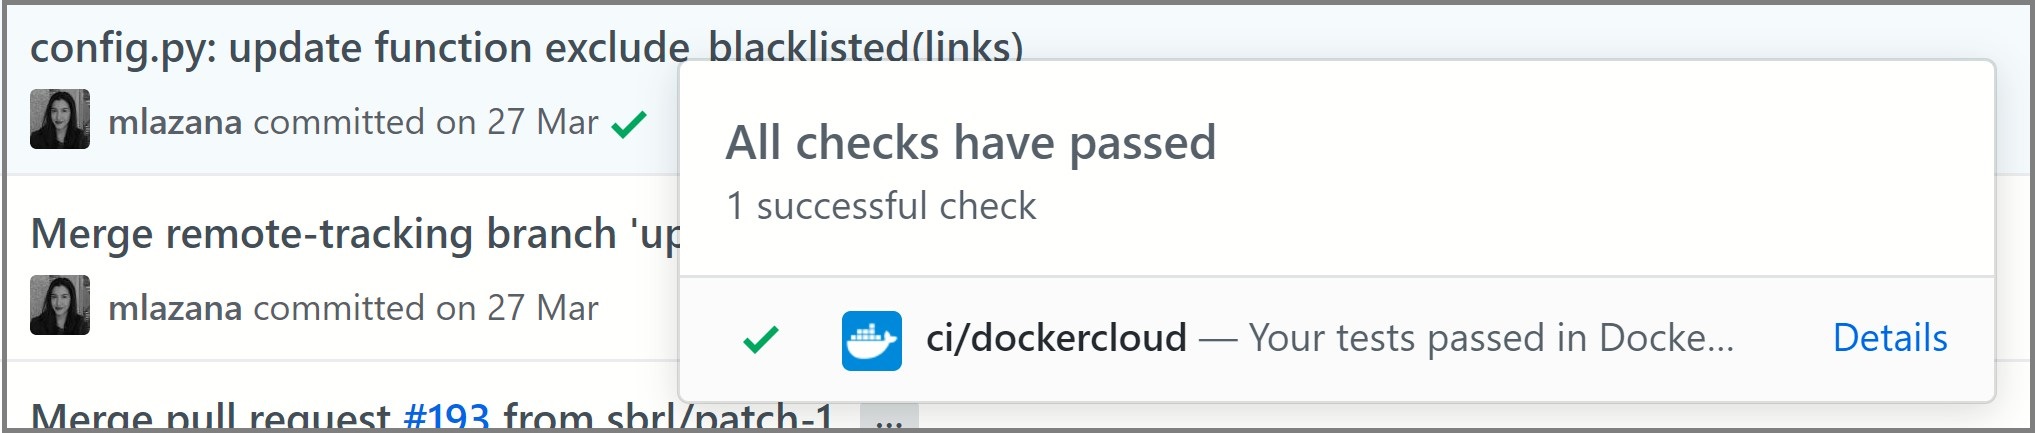 config.py: update function exclude_blacklisted(links)
mlazana committed on 27 Mar
All checks have passed
1 successful check
Merge remote-tracking branch 'up
mlazana committed on 27 Mar
ci/dockercloud — Your tests passed in Docke... Details
Merge pull request #193 from sbrl/patch-1 ...